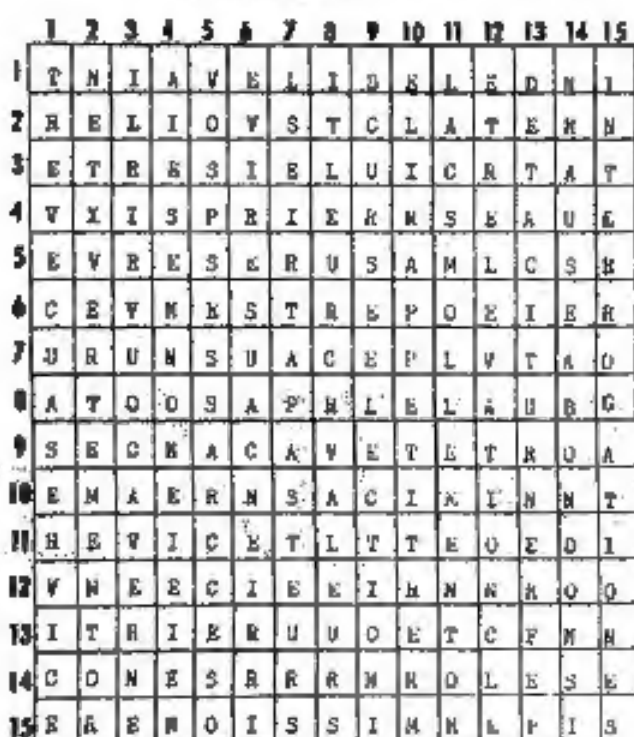 1 2 3 4 5 6 7 8 9 10 11 12 13 14 15
1 T N I A V E L I B E L E D N I
2 R E L I O V S T C L A T E M N
3 E T R E S I E L U I C R T A T
4 V X I S P R I E R N S E A U E
5 E V R E S E R U S A M L C S R
6 C E V M E S T R E P O E I E R
7 U R U N S U A C E P L V T A O
8 A T O O S A P H L E L A U B G
9 S E C N A C A V E T E T R O A
10 E M A E R N S A C I N I N N T
11 H E V I C E T L T T E O E D I
12 V N E E C I E E I M N N R O O
13 I T R I E R U V O E T C F M N
14 C O N E S R R R N R O L E S E
15 E A E N O I S S I M R E P I S